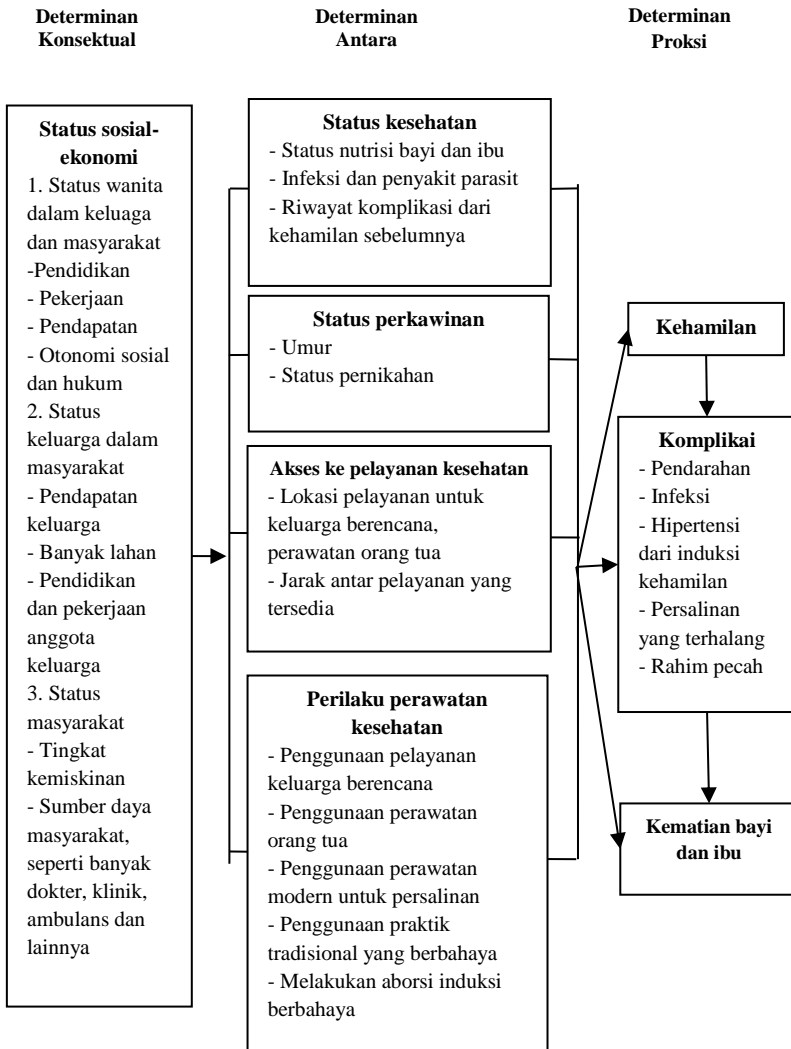 Determinan
Konsektual
Determinan
Antara
Determinan
Proksi
Status sosial-
ekonomi
1. Status wanita
dalam keluaga
dan masyarakat
-Pendidikan
- Pekerjaan
- Pendapatan
- Otonomi sosial
dan hukum
2. Status
keluarga dalam
masyarakat
- Pendapatan
keluarga
- Banyak lahan
- Pendidikan
dan pekerjaan
anggota
keluarga
3. Status
masyarakat
- Tingkat
kemiskinan
- Sumber daya
masyarakat,
seperti banyak
dokter, klinik,
ambulans dan
lainnya
Status kesehatan
- Status nutrisi bayi dan ibu
- Infeksi dan penyakit parasit
- Riwayat komplikasi dari
kehamilan sebelumnya
Status perkawinan
- Umur
- Status pernikahan
Akses ke pelayanan kesehatan
- Lokasi pelayanan untuk
keluarga berencana,
perawatan orang tua
- Jarak antar pelayanan yang
tersedia
Perilaku perawatan
kesehatan
- Penggunaan pelayanan
keluarga berencana
- Penggunaan perawatan
orang tua
- Penggunaan perawatan
modern untuk persalinan
- Penggunaan praktik
tradisional yang berbahaya
- Melakukan aborsi induksi
berbahaya
Kehamilan
Komplikai
- Pendarahan
- Infeksi
- Hipertensi
dari induksi
kehamilan
- Persalinan
yang terhalang
- Rahim pecah
Kematian bayi
dan ibu